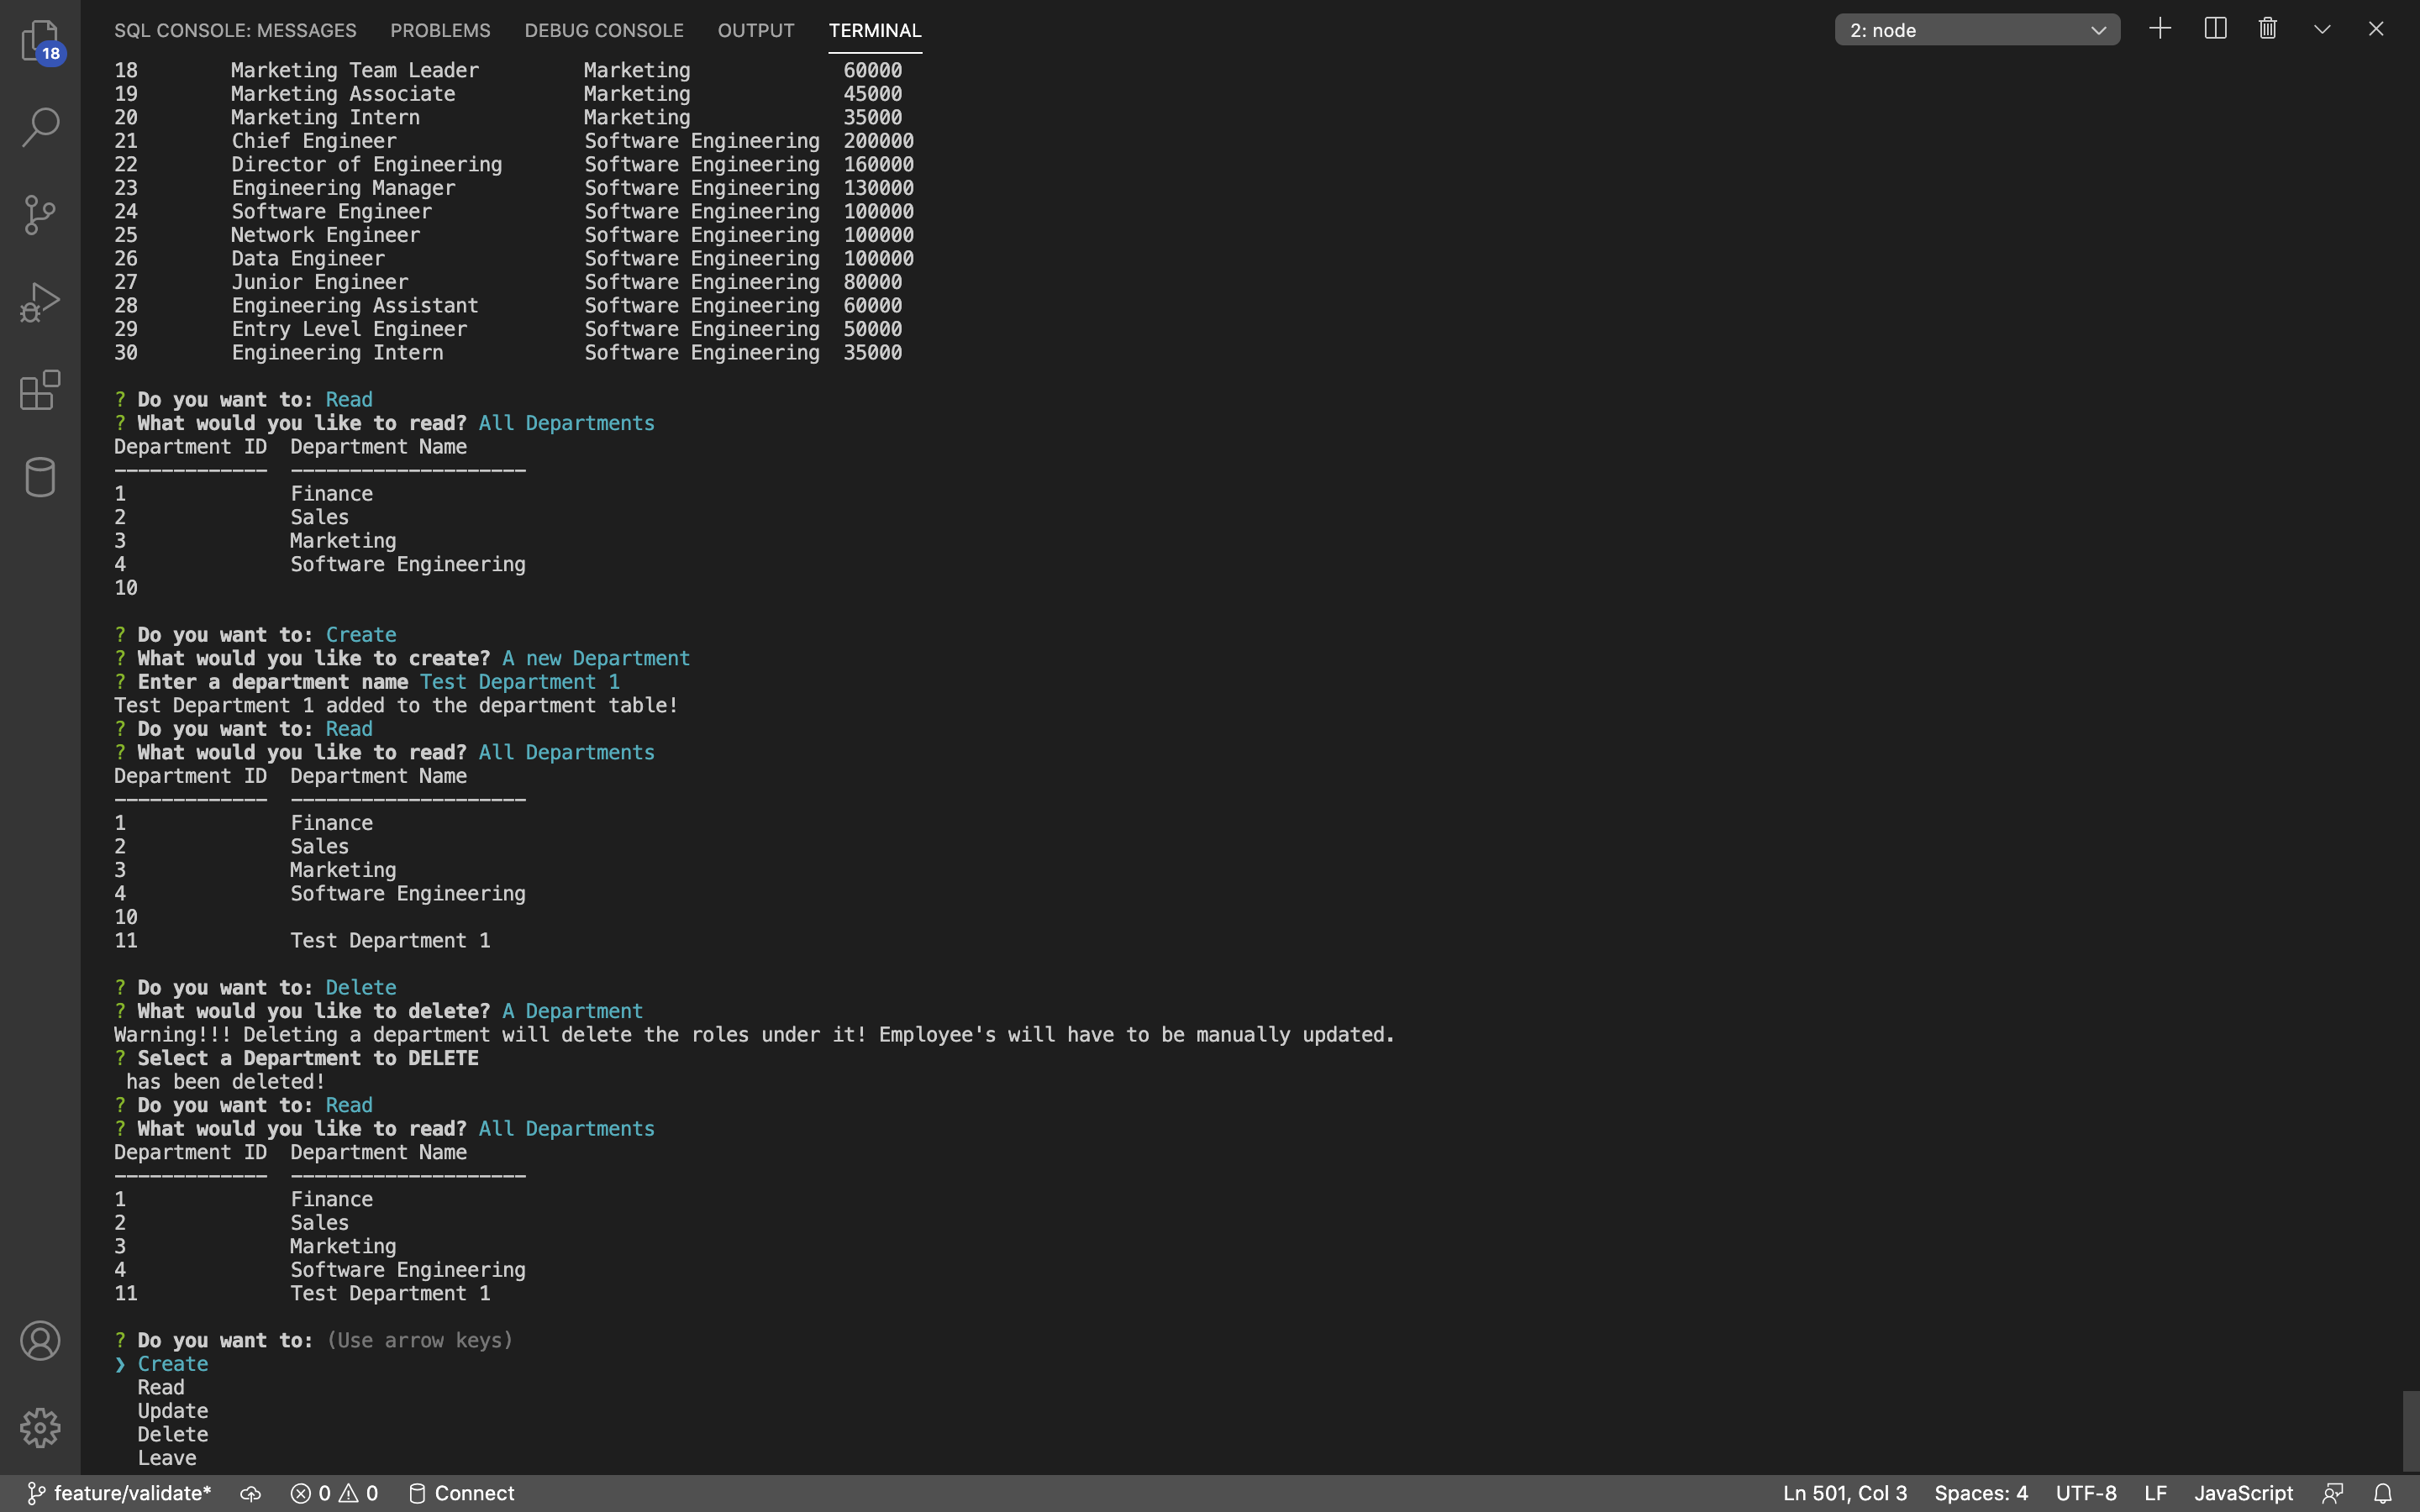 SQL CONSOLE: MESSAGES PROBLEMS DEBUG CONSOLE OUTPUT TERMINAL 2: node
18
18 Marketing Team Leader Marketing 60000
19 Marketing Associate Marketing 45000
20 Marketing Intern Marketing 35000
21 Chief Engineer Software Engineering 200000
22 Director of Engineering Software Engineering 160000
23 Engineering Manager Software Engineering 130000
24 Software Engineer Software Engineering 100000
25 Network Engineer Software Engineering 100000
26 Data Engineer Software Engineering 100000
27 Junior Engineer Software Engineering 80000
28 Engineering Assistant Software Engineering 60000
29 Entry Level Engineer Software Engineering 50000
30 Engineering Intern Software Engineering 35000
? Do you want to: Read
? What would you like to read? All Departments
Department ID Department Name
------------- --------------------
1 Finance
2 Sales
3 Marketing
4 Software Engineering
10
? Do you want to: Create
? What would you like to create? A new Department
? Enter a department name Test Department 1
Test Department 1 added to the department table!
? Do you want to: Read
? What would you like to read? All Departments
Department ID Department Name
------------- --------------------
1 Finance
2 Sales
3 Marketing
4 Software Engineering
10
11 Test Department 1
? Do you want to: Delete
? What would you like to delete? A Department
Warning!!! Deleting a department will delete the roles under it! Employee's will have to be manually updated.
? Select a Department to DELETE
has been deleted!
? Do you want to: Read
? What would you like to read? All Departments
Department ID Department Name
------------- --------------------
1 Finance
2 Sales
3 Marketing
4 Software Engineering
11 Test Department 1
? Do you want to: (Use arrow keys)
❯ Create
Read
Update
Delete
Leave
feature/validate* 0 0 Connect Ln 501, Col 3 Spaces: 4 UTF-8 LF JavaScript